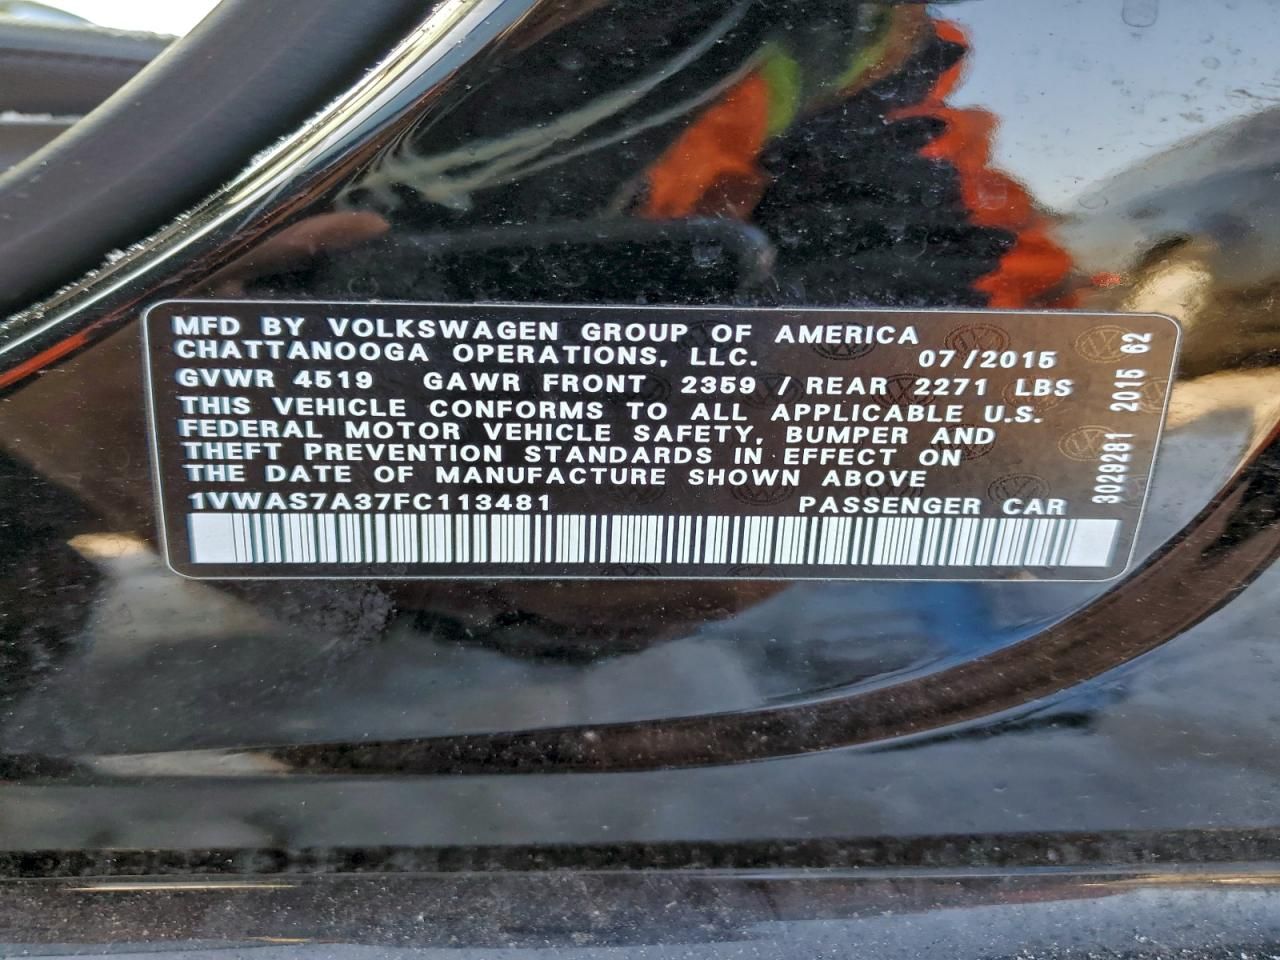 MFD BY VOLKSWAGEN GROUP OF AMERICA
CHATTANOOGA OPERATIONS, LLC. 07/2015
GVWR 4519 GAWR FRONT 2359 / REAR 2271 LBS
THIS VEHICLE CONFORMS TO ALL APPLICABLE U.S.
FEDERAL MOTOR VEHICLE SAFETY, BUMPER AND
THEFT PREVENTION STANDARDS IN EFFECT ON
THE DATE OF MANUFACTURE SHOWN ABOVE
1VWAS7A37FC113481 PASSENGER CAR
3029281 2015 62